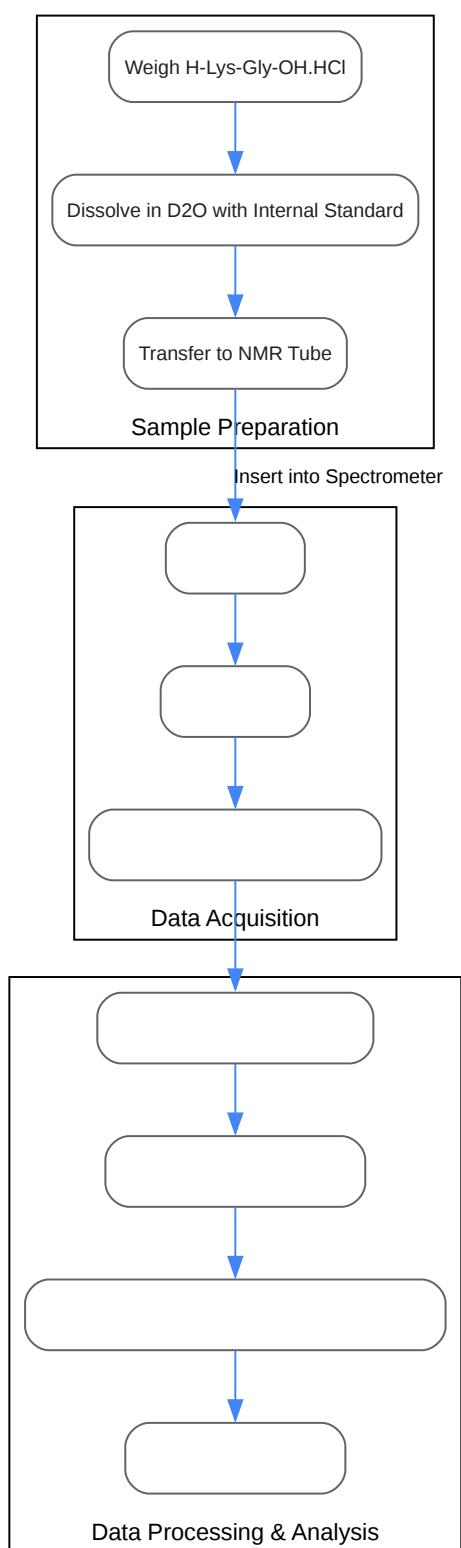 Weigh H-Lys-Gly-OH.HCl
Dissolve in D2O with Internal Standard
Transfer to NMR Tube
Sample Preparation
Insert into Spectrometer
Data Acquisition
Data Processing & Analysis